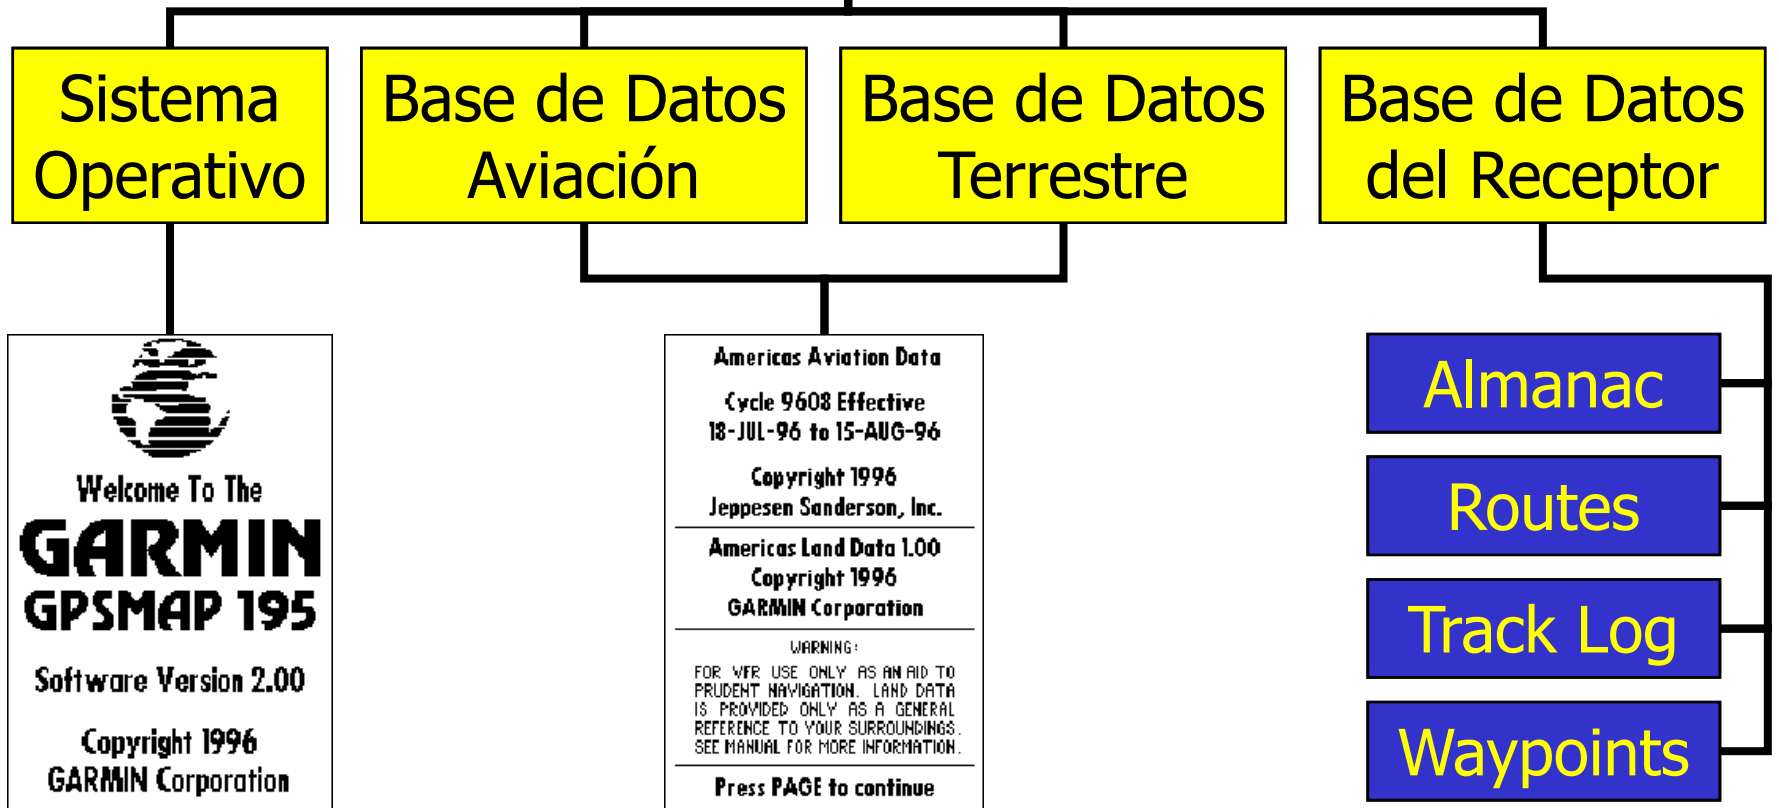 Sistema
Operativo
Base de Datos
Aviación
Base de Datos
Terrestre
Base de Datos
del Receptor
Welcome To The
GARMIN
GPSMAP 195
Software Version 2.00
Copyright 1996
GARMIN Corporation
Americas Aviation Data
Cycle 9608 Effective
18-JUL-96 to 15-AUG-96
Copyright 1996
Jeppesen Sanderson, Inc.
Americas Land Data 1.00
Copyright 1996
GARMIN Corporation
WARNING:
FOR VFR USE ONLY AS AN AID TO
PRUDENT NAVIGATION. LAND DATA
IS PROVIDED ONLY AS A GENERAL
REFERENCE TO YOUR SURROUNDINGS.
SEE MANUAL FOR MORE INFORMATION.
Press PAGE to continue
Almanac
Routes
Track Log
Waypoints